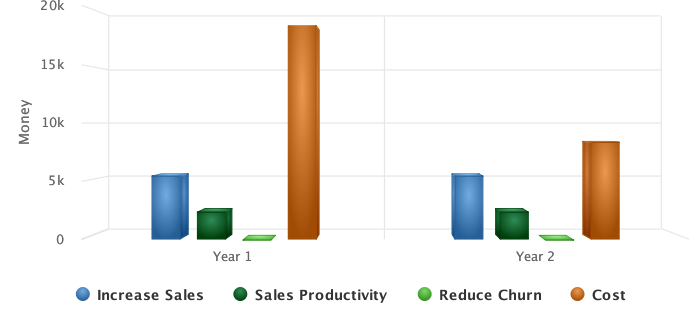 20k
15k
10k
5k
0
Money
Year 1
Year 2
Increase Sales
Sales Productivity
Reduce Churn
Cost